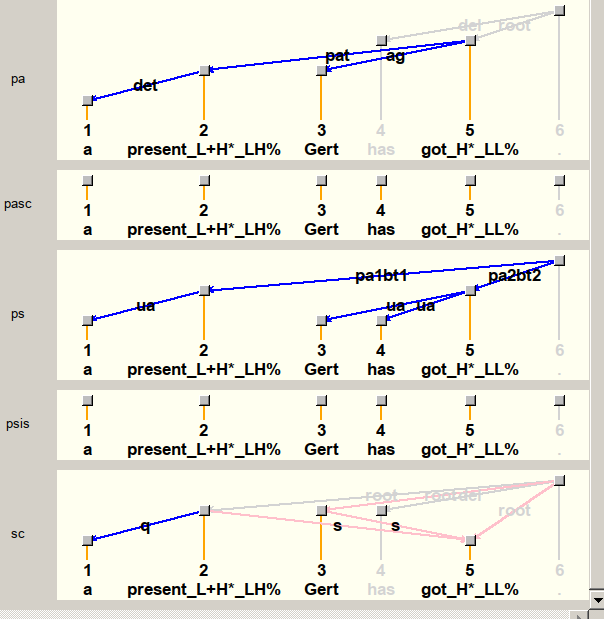 del root
pat ag
det
pa
1 2 3 4 5 6
a present_L+H*_LH% Gert has got_H*_LL% .
pasc
1 2 3 4 5 6
a present_L+H*_LH% Gert has got_H*_LL% .
pa1bt1 pa2bt2
ua ua ua
ps
1 2 3 4 5 6
a present_L+H*_LH% Gert has got_H*_LL% .
psis
1 2 3 4 5 6
a present_L+H*_LH% Gert has got_H*_LL% .
root root del
root
q s s
sc
1 2 3 4 5 6
a present_L+H*_LH% Gert has got_H*_LL% .